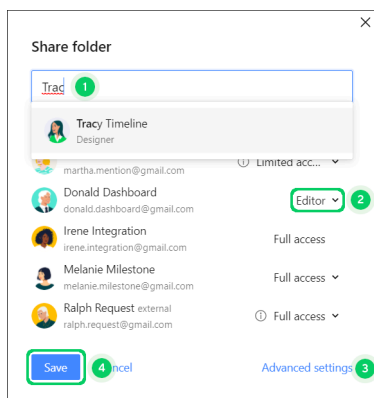 Share folder
Trac 1
Tracy Timeline
Designer
Limited acc...
martha.mention@gmail.com
Donald Dashboard
donald.dashboard@gmail.com
Editor 2
Irene Integration
irene.integration@gmail.com
Full access
Melanie Milestone
melanie.milestone@gmail.com
Full access
Ralph Request external
ralph.request@gmail.com
Full access
Save 4 ncel
Advanced settings 3